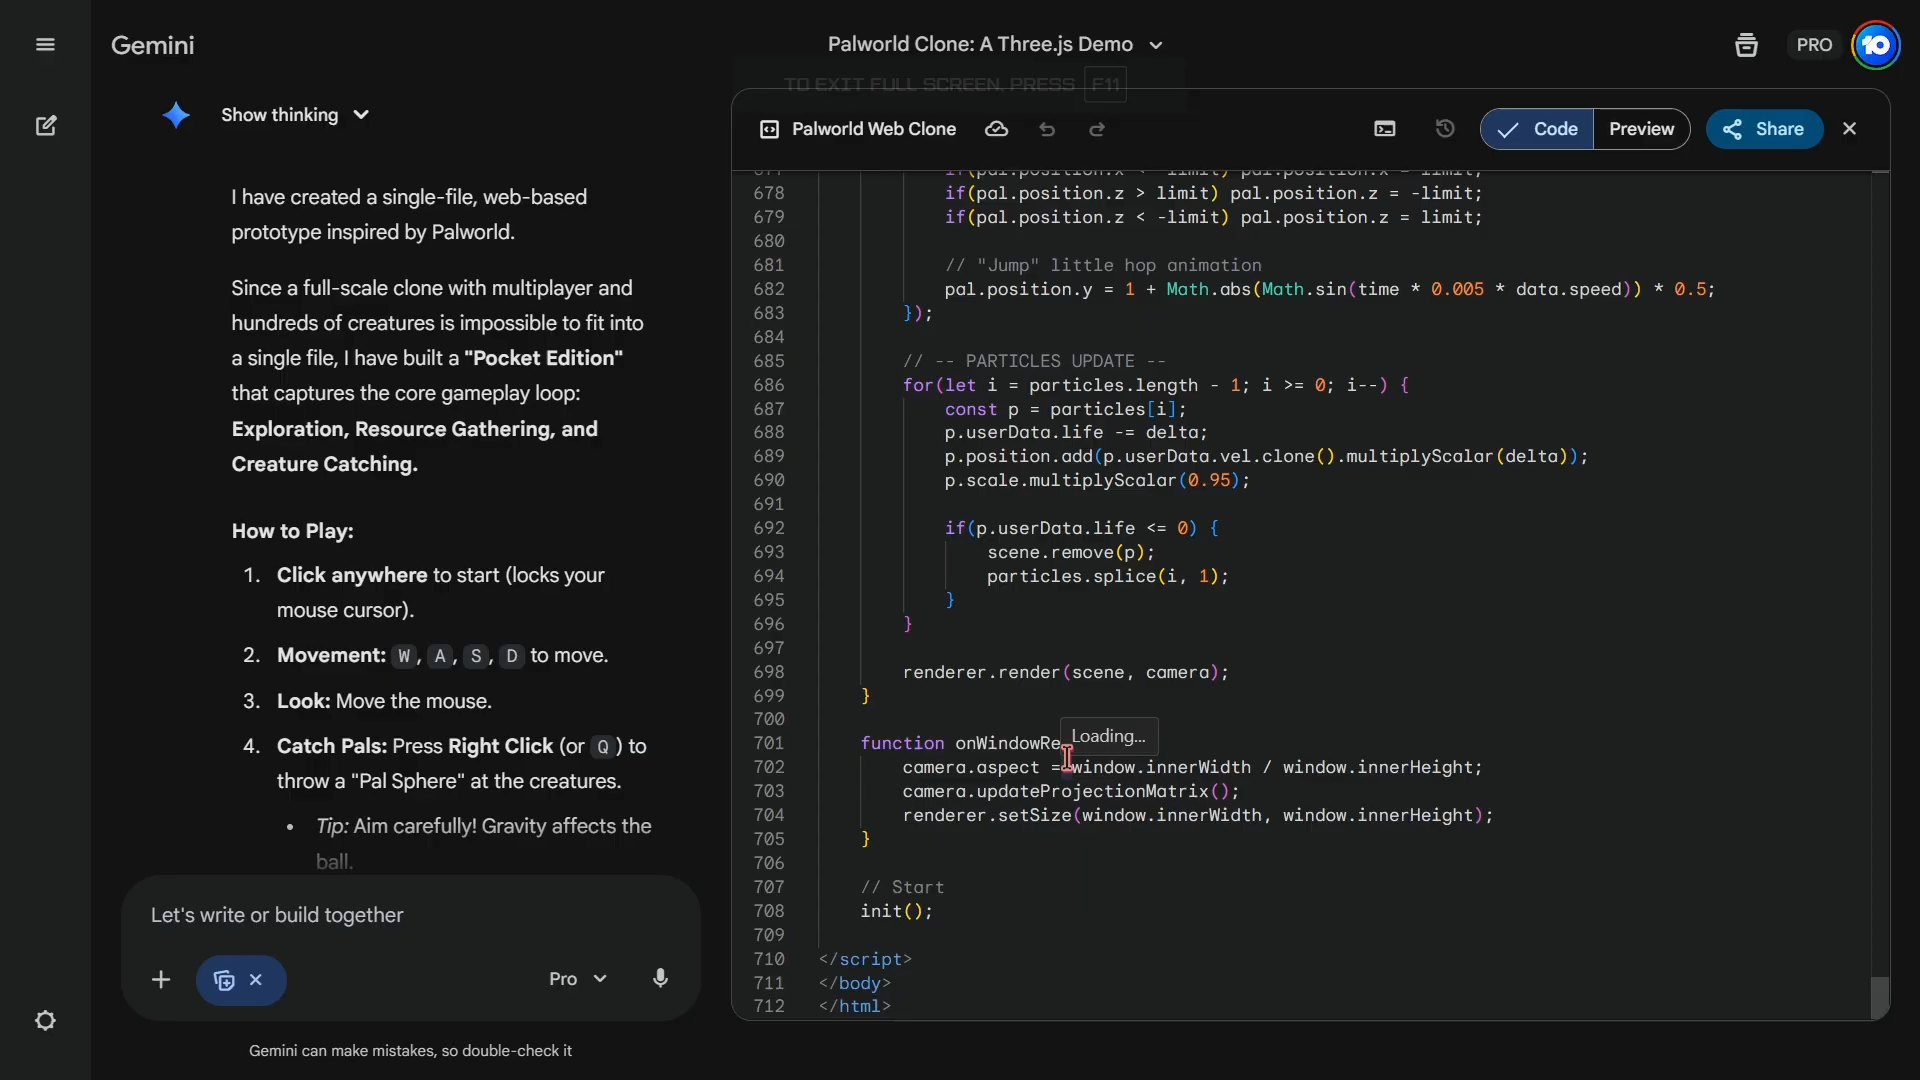 Gemini
Palworld Clone: A Three.js Demo
PRO
TO EXIT FULL SCREEN, PRESS F11
Show thinking
I have created a single-file, web-based
prototype inspired by Palworld.
Since a full-scale clone with multiplayer and
hundreds of creatures is impossible to fit into
a single file, I have built a "Pocket Edition"
that captures the core gameplay loop:
Exploration, Resource Gathering, and
Creature Catching.
How to Play:
1. Click anywhere to start (locks your
mouse cursor).
2. Movement: W, A, S, D to move.
3. Look: Move the mouse.
4. Catch Pals: Press Right Click (or Q) to
throw a "Pal Sphere" at the creatures.
• Tip: Aim carefully! Gravity affects the
ball.
Let's write or build together
Pro
Gemini can make mistakes, so double-check it
Palworld Web Clone
Code
Preview
Share
678 if(pal.position.z > limit) pal.position.z = -limit;
679 if(pal.position.z < -limit) pal.position.z = limit;
680
681 // "Jump" little hop animation
682 pal.position.y = 1 + Math.abs(Math.sin(time * 0.005 * data.speed)) * 0.5;
683 });
684
685 // -- PARTICLES UPDATE --
686 for(let i = particles.length - 1; i >= 0; i--) {
687 const p = particles[i];
688 p.userData.life -= delta;
689 p.position.add(p.userData.vel.clone().multiplyScalar(delta));
690 p.scale.multiplyScalar(0.95);
691
692 if(p.userData.life <= 0) {
693 scene.remove(p);
694 particles.splice(i, 1);
695 }
696 }
697
698 renderer.render(scene, camera);
699 }
700
701 function onWindowRe
Loading...
702 camera.aspect = window.innerWidth / window.innerHeight;
703 camera.updateProjectionMatrix();
704 renderer.setSize(window.innerWidth, window.innerHeight);
705 }
706
707 // Start
708 init();
709
710 </script>
711 </body>
712 </html>